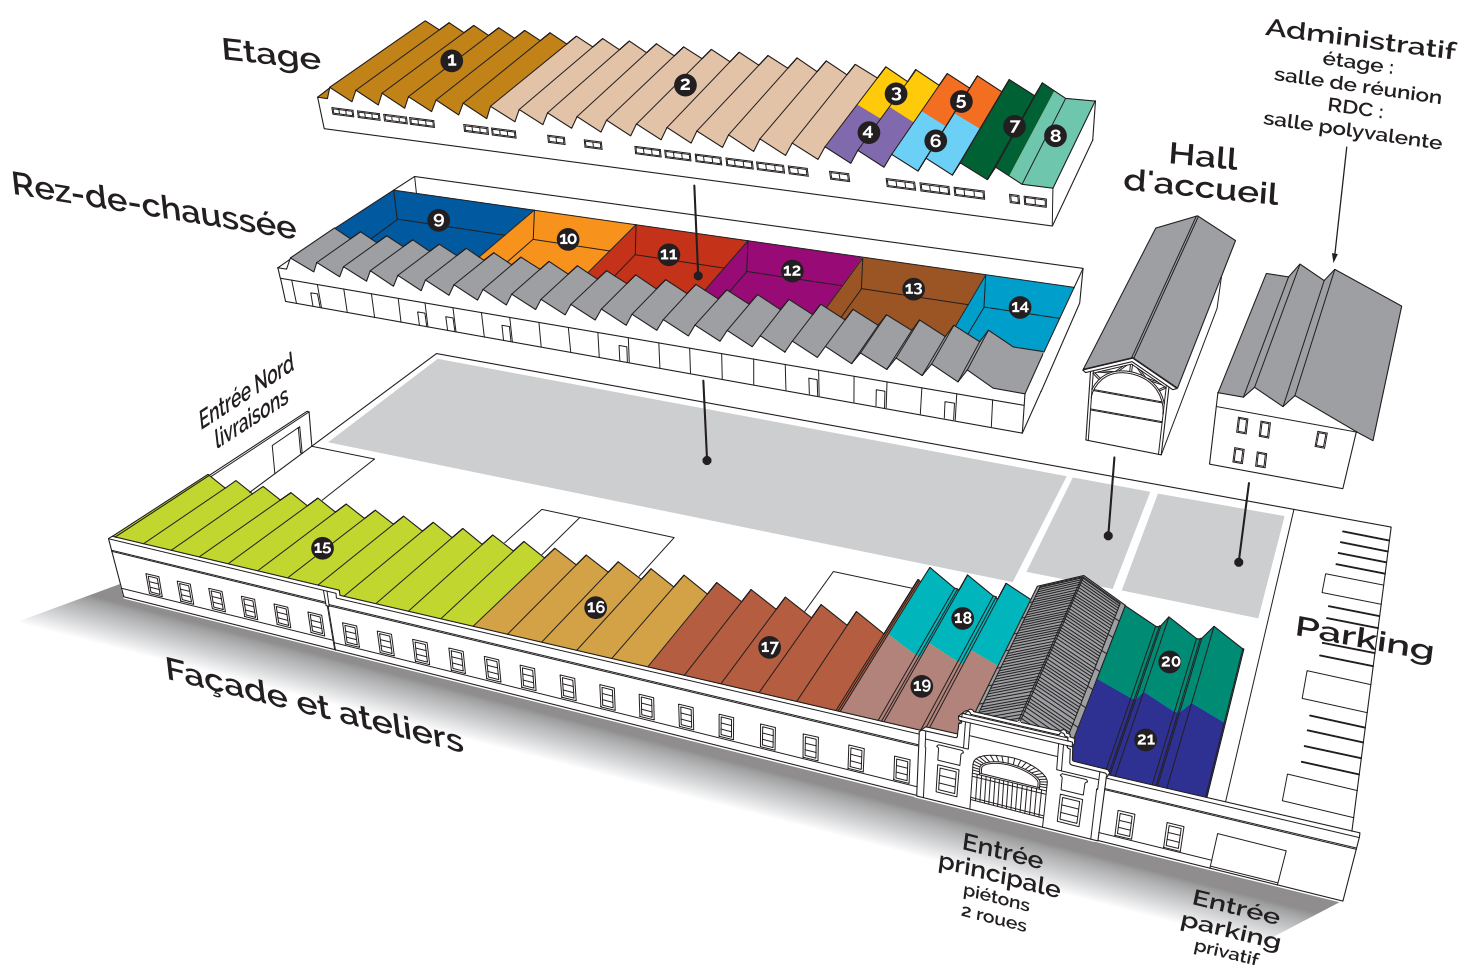 Etage
1
2
3
4
5
6
7
8
Administratif
étage :
salle de réunion
RDC :
salle polyvalente
Hall
d'accueil
Rez-de-chaussée
9
10
11
12
13
14
Entrée Nord
livraisons
15
16
17
18
19
20
21
Parking
Façade et ateliers
Entrée
principale
piétons
2 roues
Entrée
parking
privatif